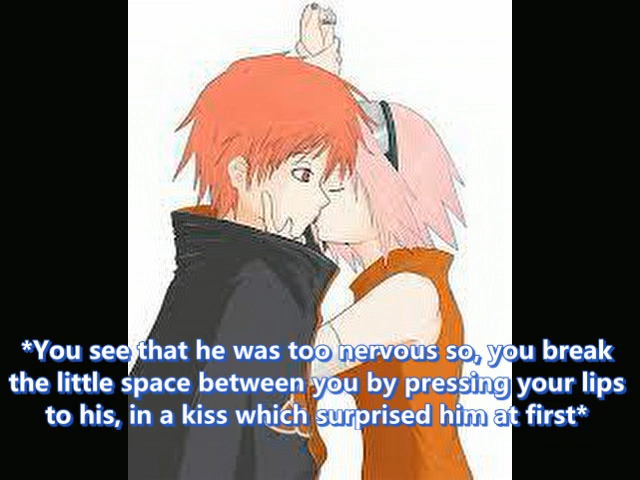 *You see that he was too nervous so, you break
the little space between you by pressing your lips
to his, in a kiss which surprised him at first*